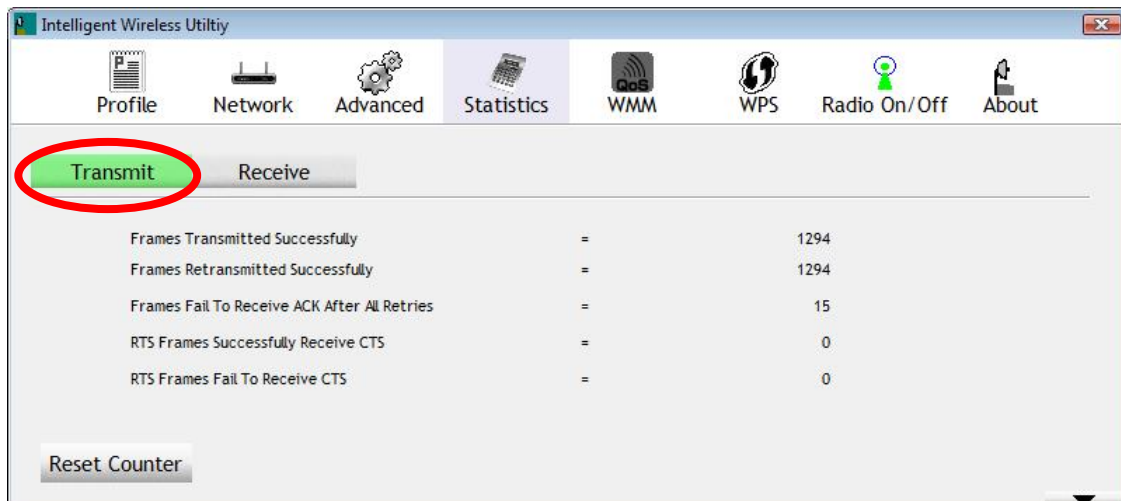 Intelligent Wireless Utiltiy
Profile Network Advanced Statistics QoS WMM WPS Radio On/Off About
Transmit Receive
Frames Transmitted Successfully = 1294
Frames Retransmitted Successfully = 1294
Frames Fail To Receive ACK After All Retries = 15
RTS Frames Successfully Receive CTS = 0
RTS Frames Fail To Receive CTS = 0
Reset Counter